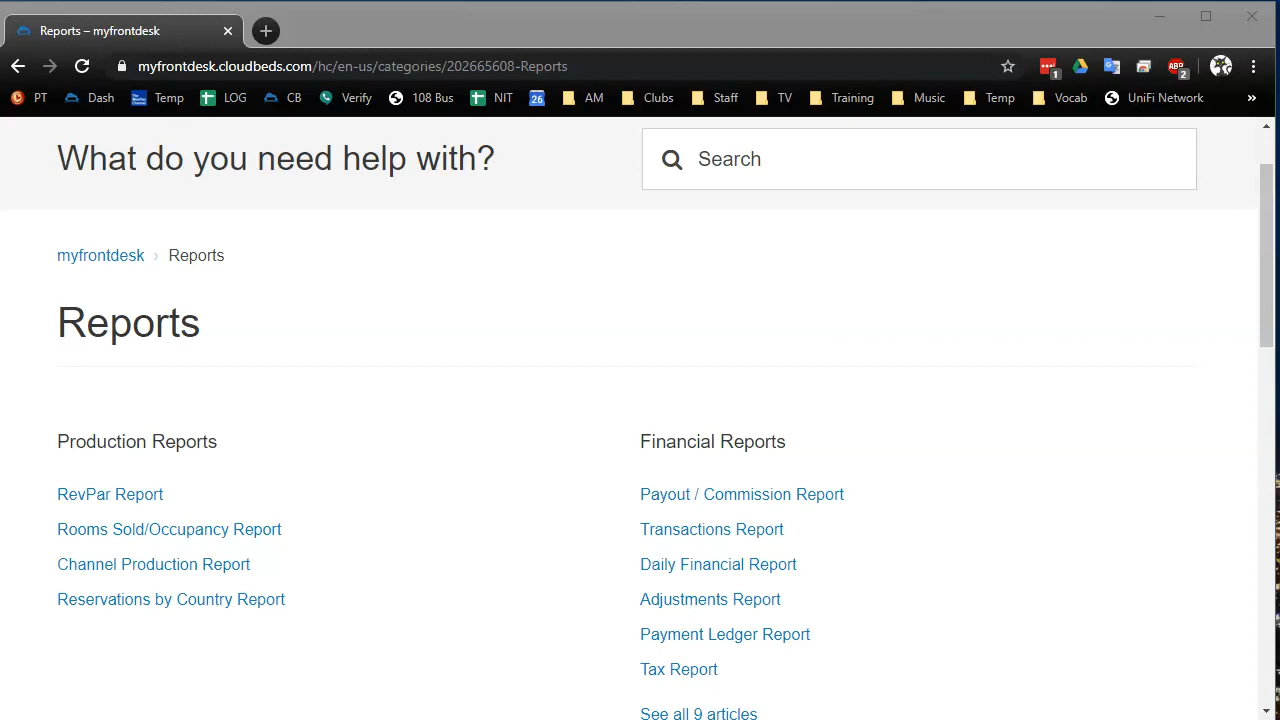 Reports – myfrontdesk
myfrontdesk.cloudbeds.com/hc/en-us/categories/202665608-Reports
1
ABP
2
PT Dash Temp LOG CB Verify 108 Bus NIT 26 AM Clubs Staff TV Training Music Temp Vocab UniFi Network »
What do you need help with?
Search
myfrontdesk › Reports
Reports
Production Reports
RevPar Report
Rooms Sold/Occupancy Report
Channel Production Report
Reservations by Country Report
Financial Reports
Payout / Commission Report
Transactions Report
Daily Financial Report
Adjustments Report
Payment Ledger Report
Tax Report
See all 9 articles